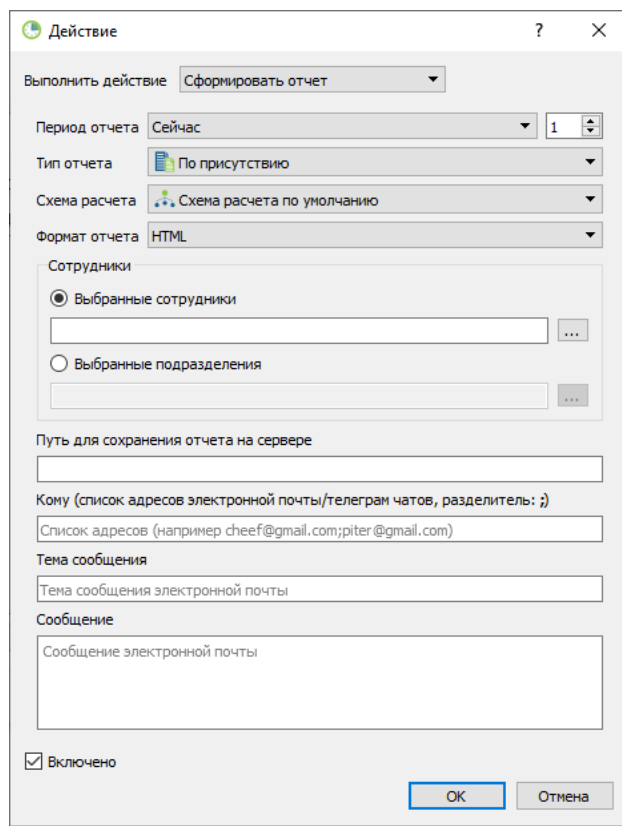 Действие ?
Выполнить действие Сформировать отчет
Период отчета Сейчас 1
Тип отчета По присутствию
Схема расчета Схема расчета по умолчанию
Формат отчета HTML
Сотрудники
Выбранные сотрудники
...
Выбранные подразделения
...
Путь для сохранения отчета на сервере
Кому (список адресов электронной почты/телеграм чатов, разделитель: ;)
Список адресов (например cheef@gmail.com;piter@gmail.com)
Тема сообщения
Тема сообщения электронной почты
Сообщение
Сообщение электронной почты
Включено
OK Отмена